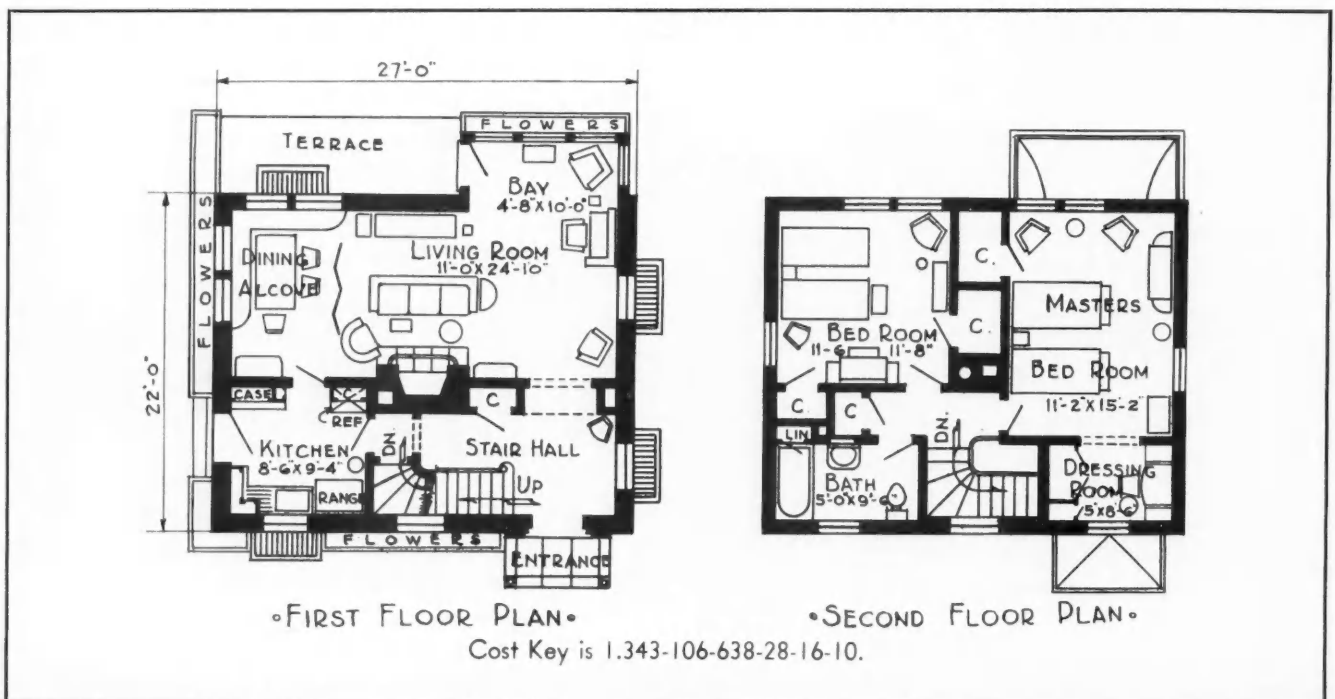 27'-0"
FLOWERS
TERRACE
BAY
4'-8"X10'-0"
FLOWERS
22'-0"
DINING
ALCOVE
LIVING ROOM
11'-0"X24'-10"
CASE
C
REF
C
KITCHEN
8'-6"X9'-4"
DN.
STAIR HALL
UP
RANGE
FLOWERS
ENTRANCE
•FIRST FLOOR PLAN•
C.
C.
MASTERS
BED ROOM
11'-2"X15'-2"
BED ROOM
11'-6" 11'-8"
C.
C.
LIN.
BATH
5'-0"X9'-6"
DN.
DRESSING
ROOM
5'X8'-6"
•SECOND FLOOR PLAN•
Cost Key is 1.343-106-638-28-16-10.